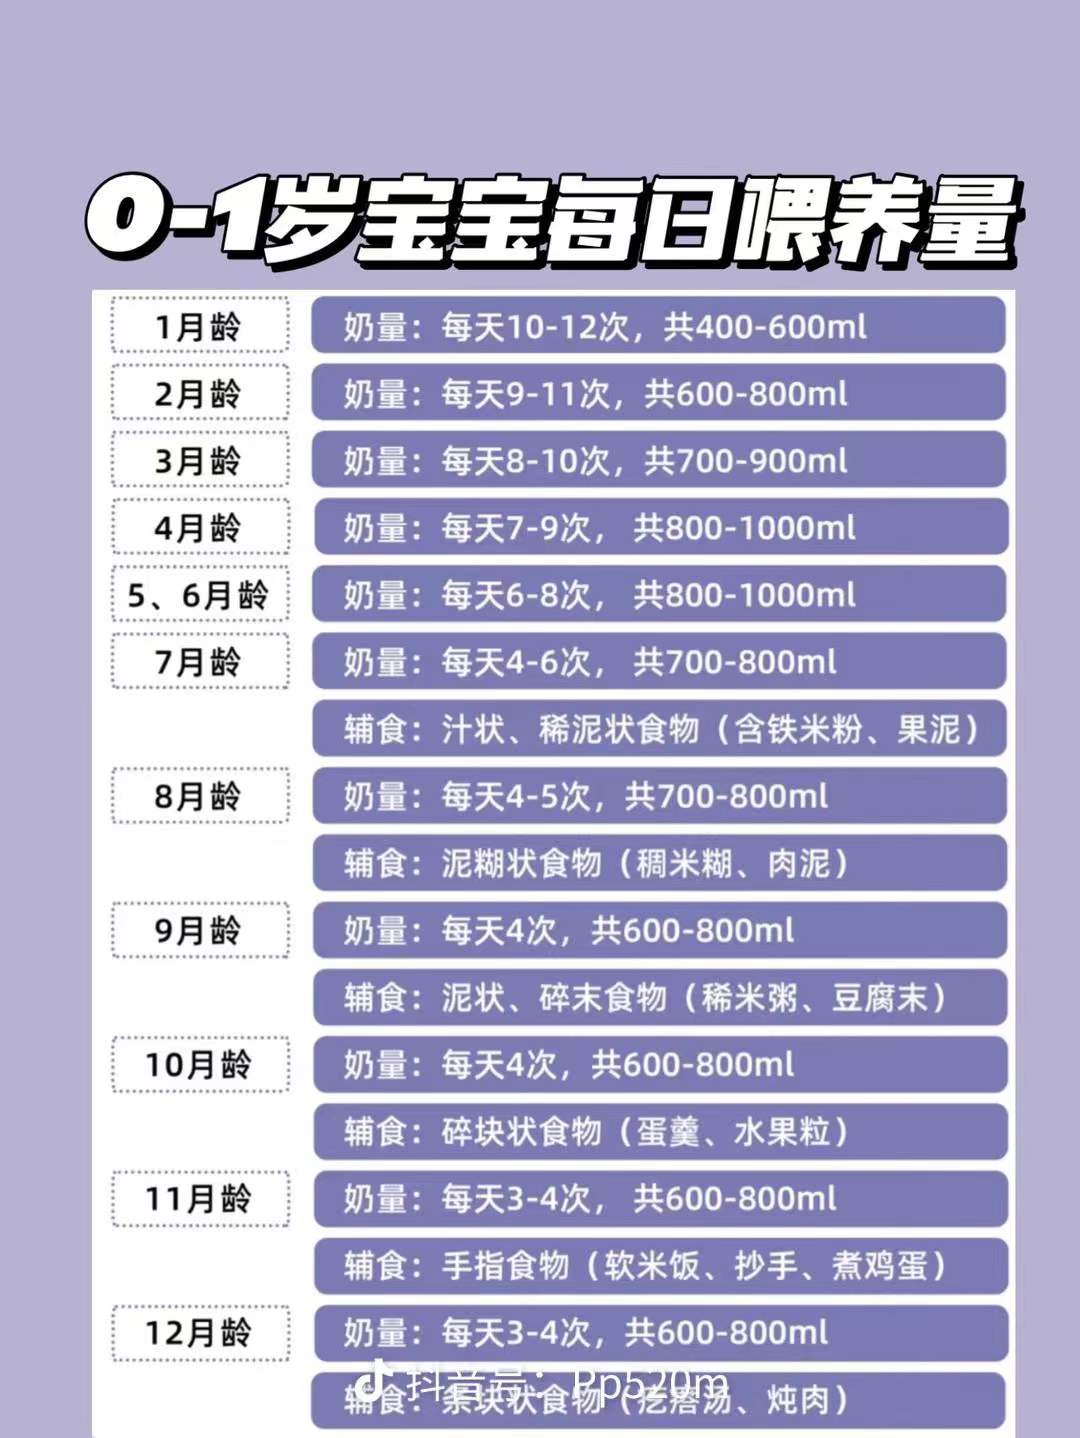 0-1岁宝宝每日喂养量
1月龄 奶量：每天10-12次，共400-600ml
2月龄 奶量：每天9-11次，共600-800ml
3月龄 奶量：每天8-10次，共700-900ml
4月龄 奶量：每天7-9次， 共800-1000ml
5、6月龄 奶量：每天6-8次， 共800-1000ml
7月龄 奶量：每天4-6次， 共700-800ml
辅食：汁状、稀泥状食物（含铁米粉、果泥）
8月龄 奶量：每天4-5次，共700-800ml
辅食：泥糊状食物（稠米糊、肉泥）
9月龄 奶量：每天4次，共600-800ml
辅食：泥状、碎末食物（稀米粥、豆腐末）
10月龄 奶量：每天4次，共600-800ml
辅食：碎块状食物（蛋羹、水果粒）
11月龄 奶量：每天3-4次， 共600-800ml
辅食：手指食物（软米饭、抄手、煮鸡蛋）
12月龄 奶量：每天3-4次，共600-800ml
抖音号：Pp520m
辅食：条块状食物（疙瘩汤、炖肉）